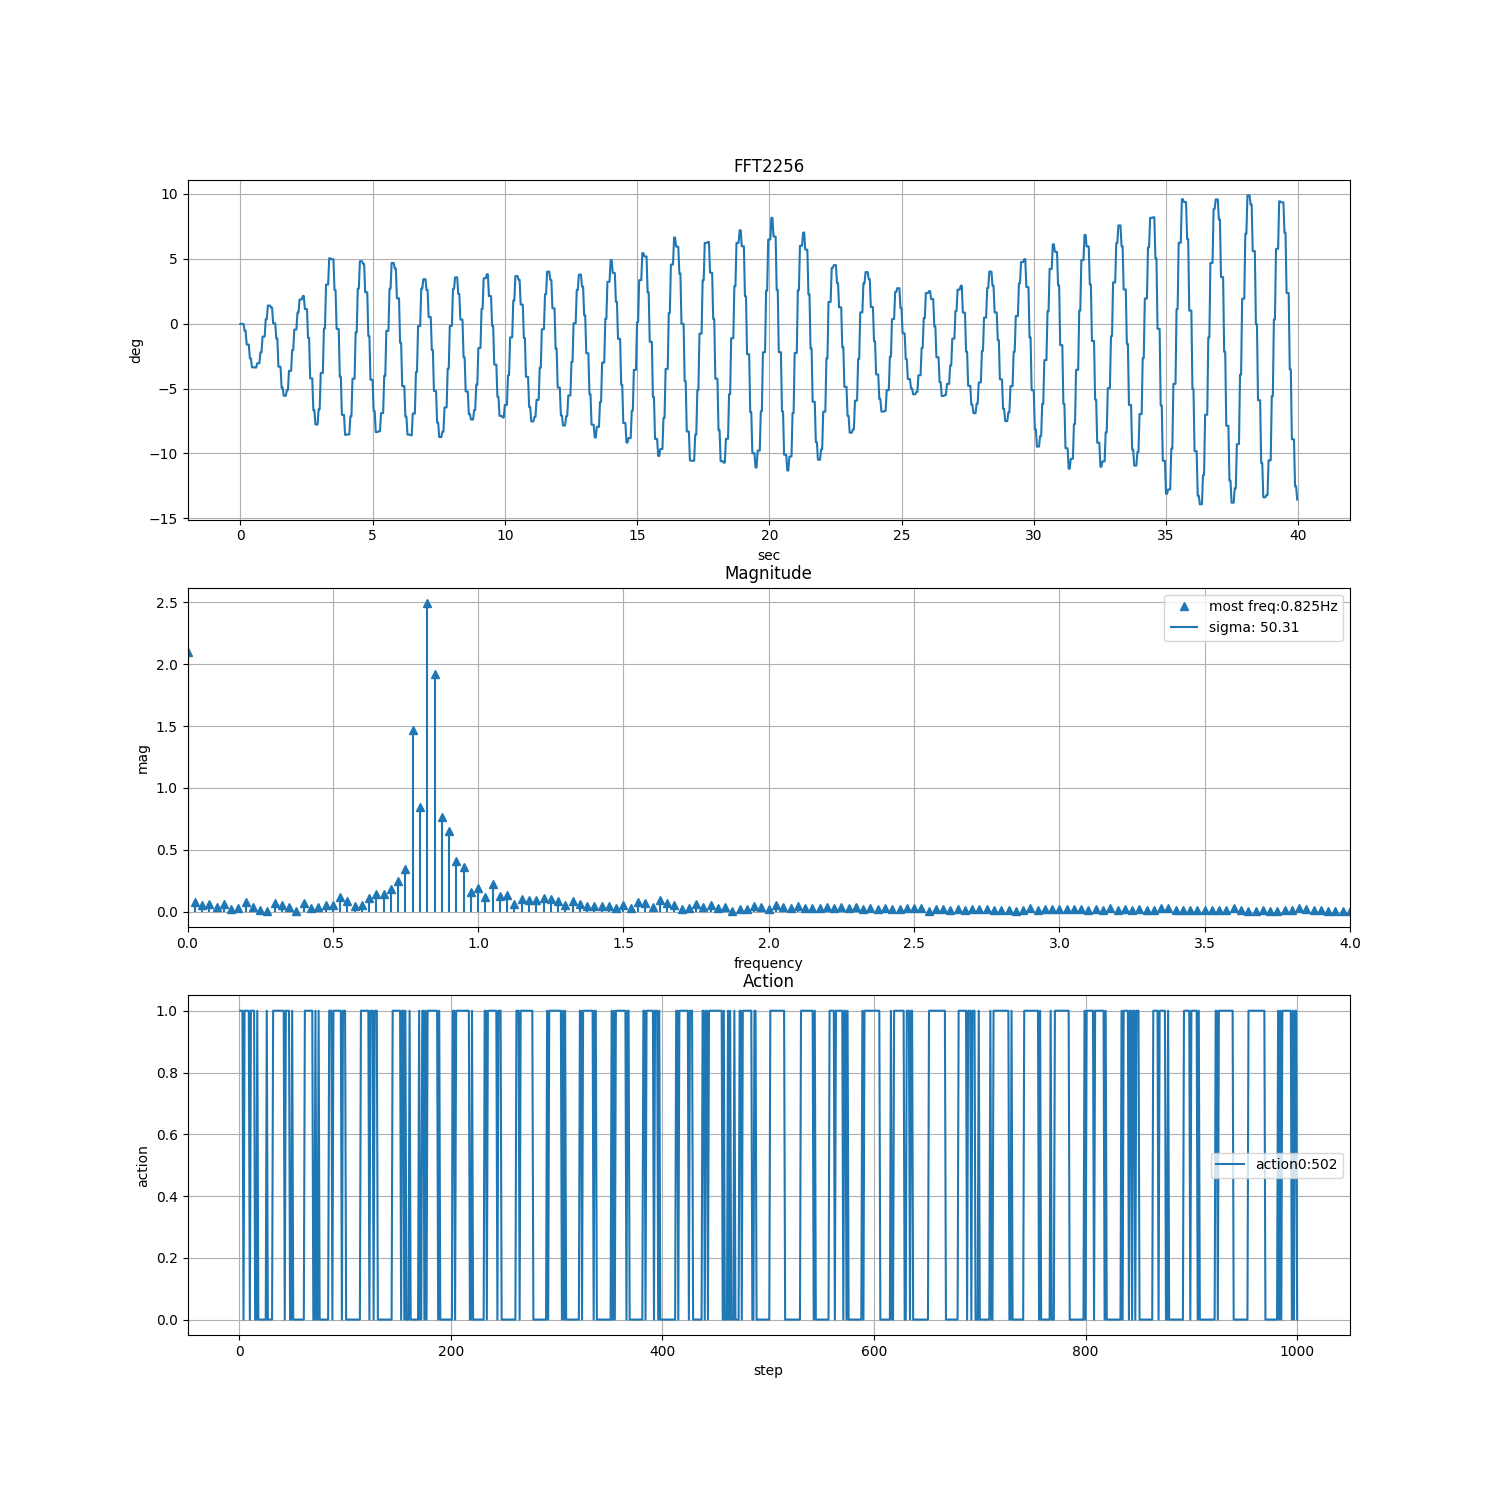 FFT2256
10
5
0
−5
−10
−15
deg
0 5 10 15 20 25 30 35 40
sec
Magnitude
2.5
2.0
1.5
1.0
0.5
0.0
mag
most freq:0.825Hz
sigma: 50.31
0.0 0.5 1.0 1.5 2.0 2.5 3.0 3.5 4.0
frequency
Action
1.0
0.8
0.6
0.4
0.2
0.0
action
action0:502
0 200 400 600 800 1000
step